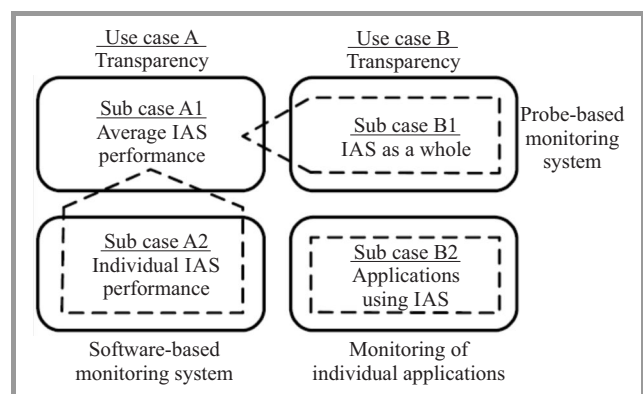 Use case A
Transparency
Use case B
Transparency
Sub case A1
Average IAS
performance
Sub case B1
IAS as a whole
Probe-based
monitoring
system
Sub case A2
Individual IAS
performance
Sub case B2
Applications
using IAS
Software-based
monitoring system
Monitoring of
individual applications